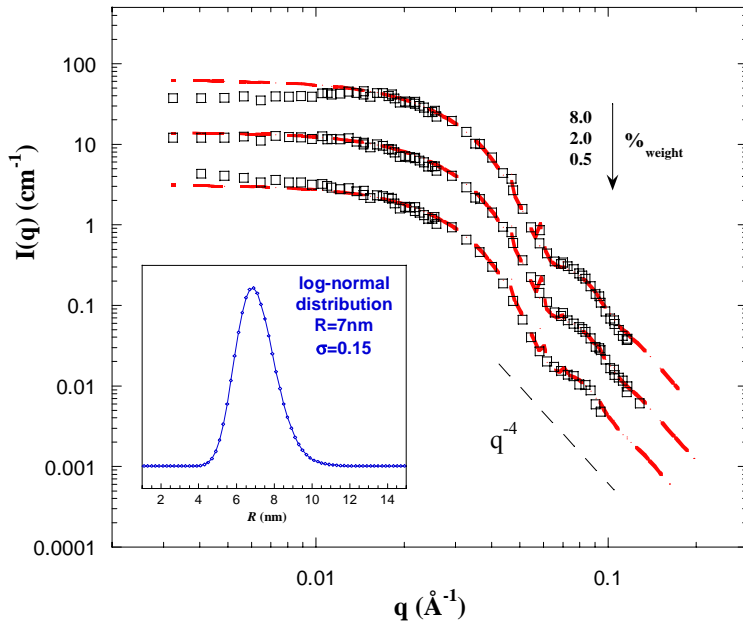 100
10
1
0.1
0.01
0.001
0.0001
I(q) (cm⁻¹)
8.0
2.0
0.5
%weight
log-normal
distribution
R=7nm
σ=0.15
2 4 6 8 10 12 14
R (nm)
q⁻⁴
0.01 0.1
q (Å⁻¹)